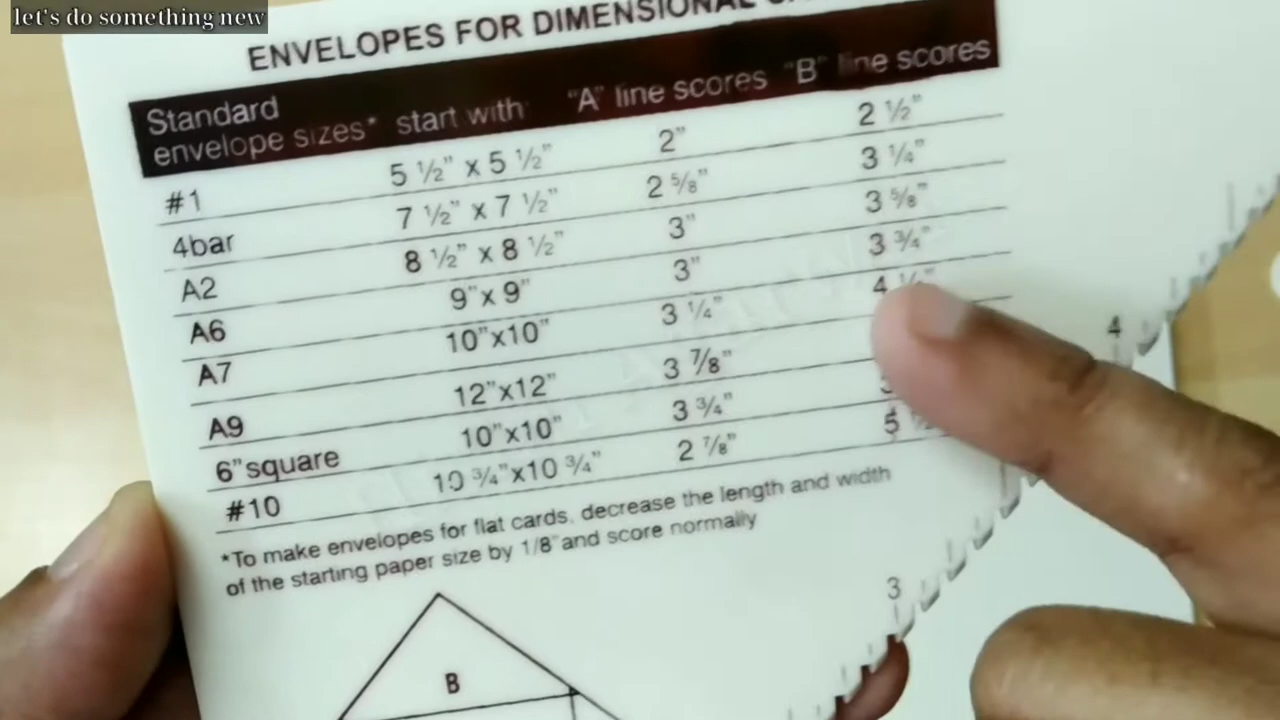 let's do something new
ENVELOPES FOR DIMENSIONAL
Standard envelope sizes* start with "A" line scores "B" line scores
#1 5 ½" x 5 ½" 2" 2 ½"
4bar 7 ½" x 7 ½" 2 ⅝" 3 ¼"
A2 8 ½" x 8 ½" 3" 3 ⅝"
A6 9"x 9" 3" 3 ¾"
A7 10"x10" 3 ¼" 4
A9 12"x12" 3 ⅞"
6" square 10"x10" 3 ¾"
#10 10 ¾"x10 ¾" 2 ⅞" 5
*To make envelopes for flat cards, decrease the length and width
of the starting paper size by 1/8" and score normally
B
4
3